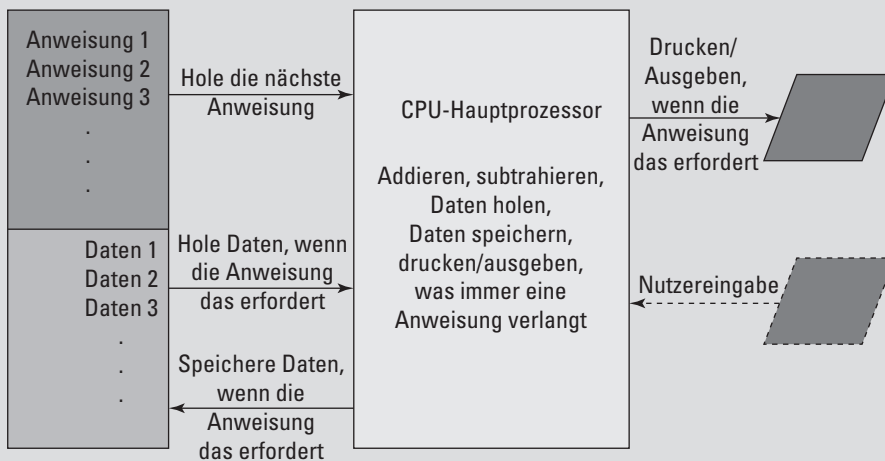 Anweisung 1
Anweisung 2
Anweisung 3
.
.
.
Daten 1
Daten 2
Daten 3
.
.
.
Hole die nächste
Anweisung
Hole Daten, wenn
die Anweisung
das erfordert
Speichere Daten,
wenn die
Anweisung
das erfordert
CPU-Hauptprozessor
Addieren, subtrahieren,
Daten holen,
Daten speichern,
drucken/ausgeben,
was immer eine
Anweisung verlangt
Drucken/
Ausgeben,
wenn die
Anweisung
das erfordert
Nutzereingabe